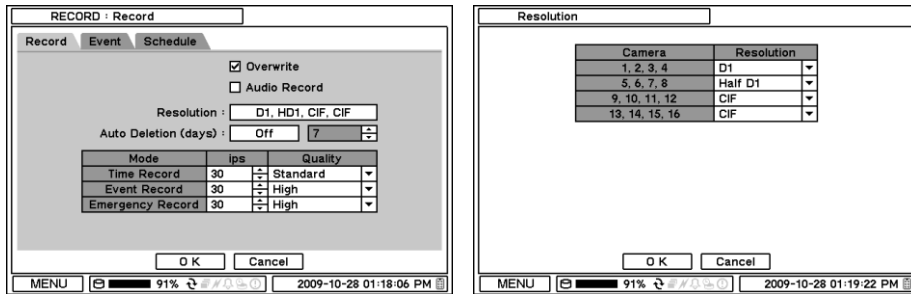 RECORD : Record
Record Event Schedule
Overwrite
Audio Record
Resolution : D1, HD1, CIF, CIF
Auto Deletion (days) : Off 7
Mode ips Quality
Time Record 30 Standard
Event Record 30 High
Emergency Record 30 High
OK Cancel
MENU 91% 2009-10-28 01:18:06 PM
Resolution
Camera Resolution
1, 2, 3, 4 D1
5, 6, 7, 8 Half D1
9, 10, 11, 12 CIF
13, 14, 15, 16 CIF
OK Cancel
MENU 91% 2009-10-28 01:19:22 PM